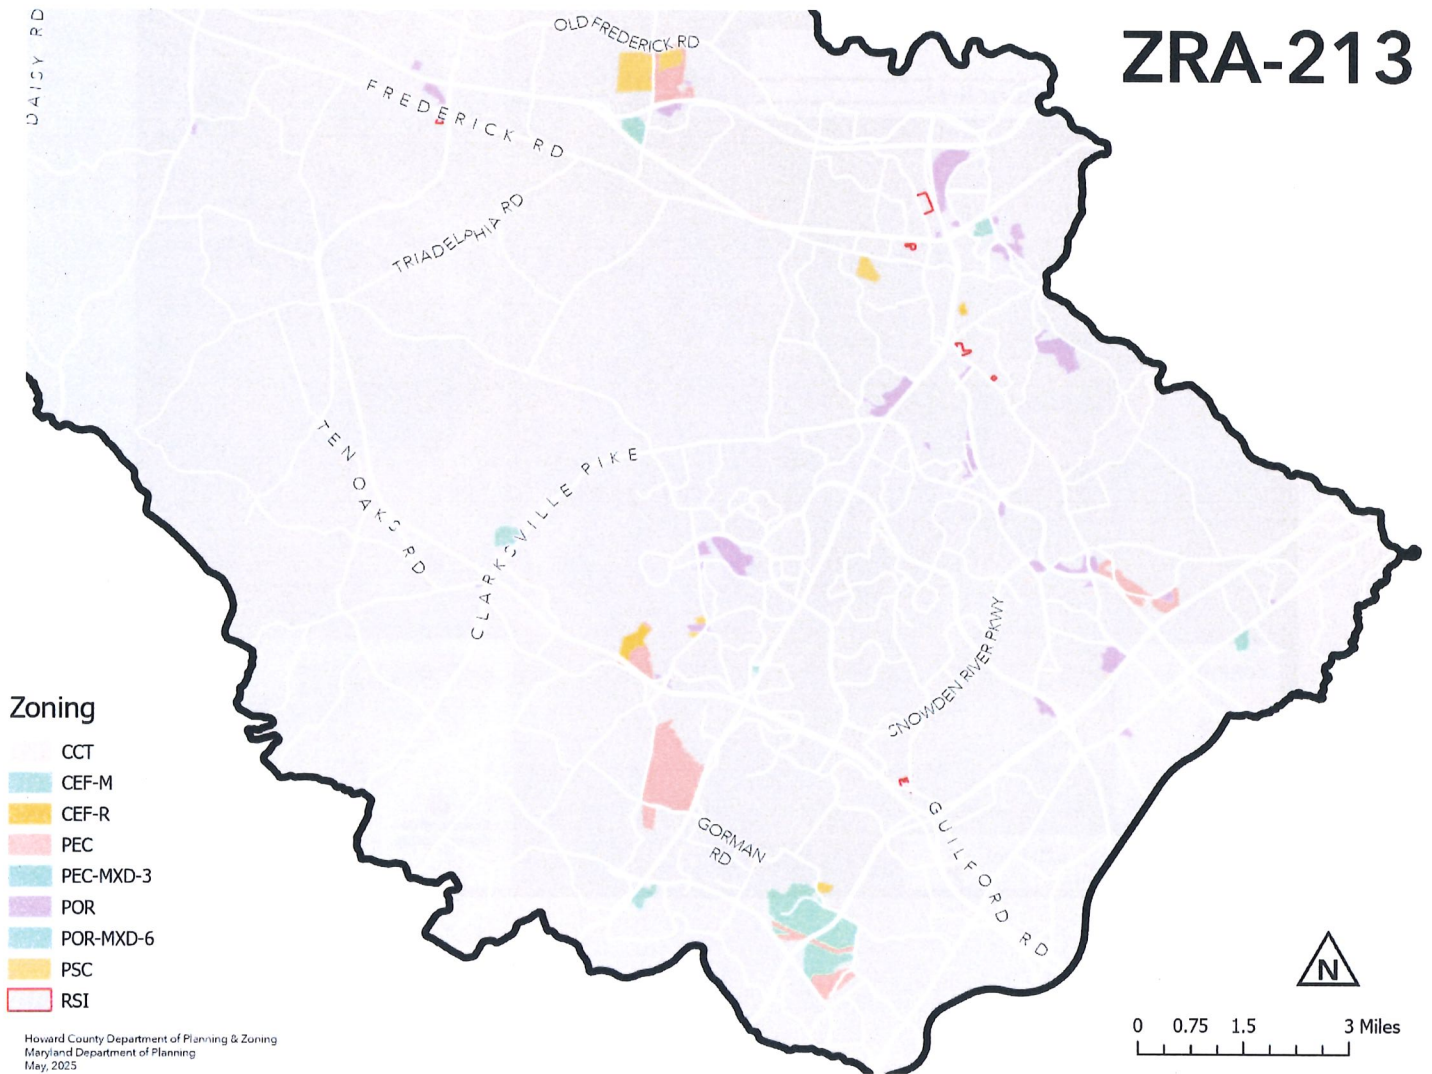 ZRA-213
OLD FREDERICK RD
DAISY RD
FREDERICK RD
TRIADELPHIA RD
TEN OAKS RD
CLARKSVILLE PIKE
SNOWDEN RIVER PKWY
GORMAN
RD
GUILFORD RD
Zoning
CCT
CEF-M
CEF-R
PEC
PEC-MXD-3
POR
POR-MXD-6
PSC
RSI
N
0 0.75 1.5 3 Miles
Howard County Department of Planning & Zoning
Maryland Department of Planning
May, 2025